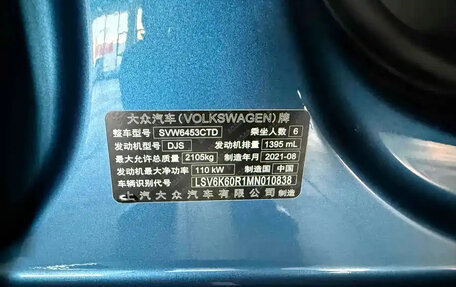 大众汽车(VOLKSWAGEN)牌
整车型号 SVW6453CTD 乘坐人数 6
发动机型号 DJS 发动机排量 1395 mL
最大允许总质量 2105kg 制造年月 2021-08
发动机最大净功率 110 kW 制造国 中国
车辆识别代号 LSV6K60R1MN010838
上汽大众汽车有限公司 制造